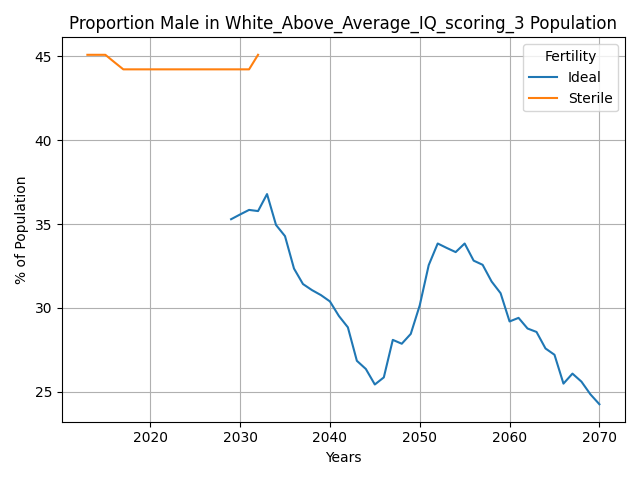 Proportion Male in White_Above_Average_IQ_scoring_3 Population
Fertility
Ideal
Sterile
% of Population
45
40
35
30
25
2020 2030 2040 2050 2060 2070
Years